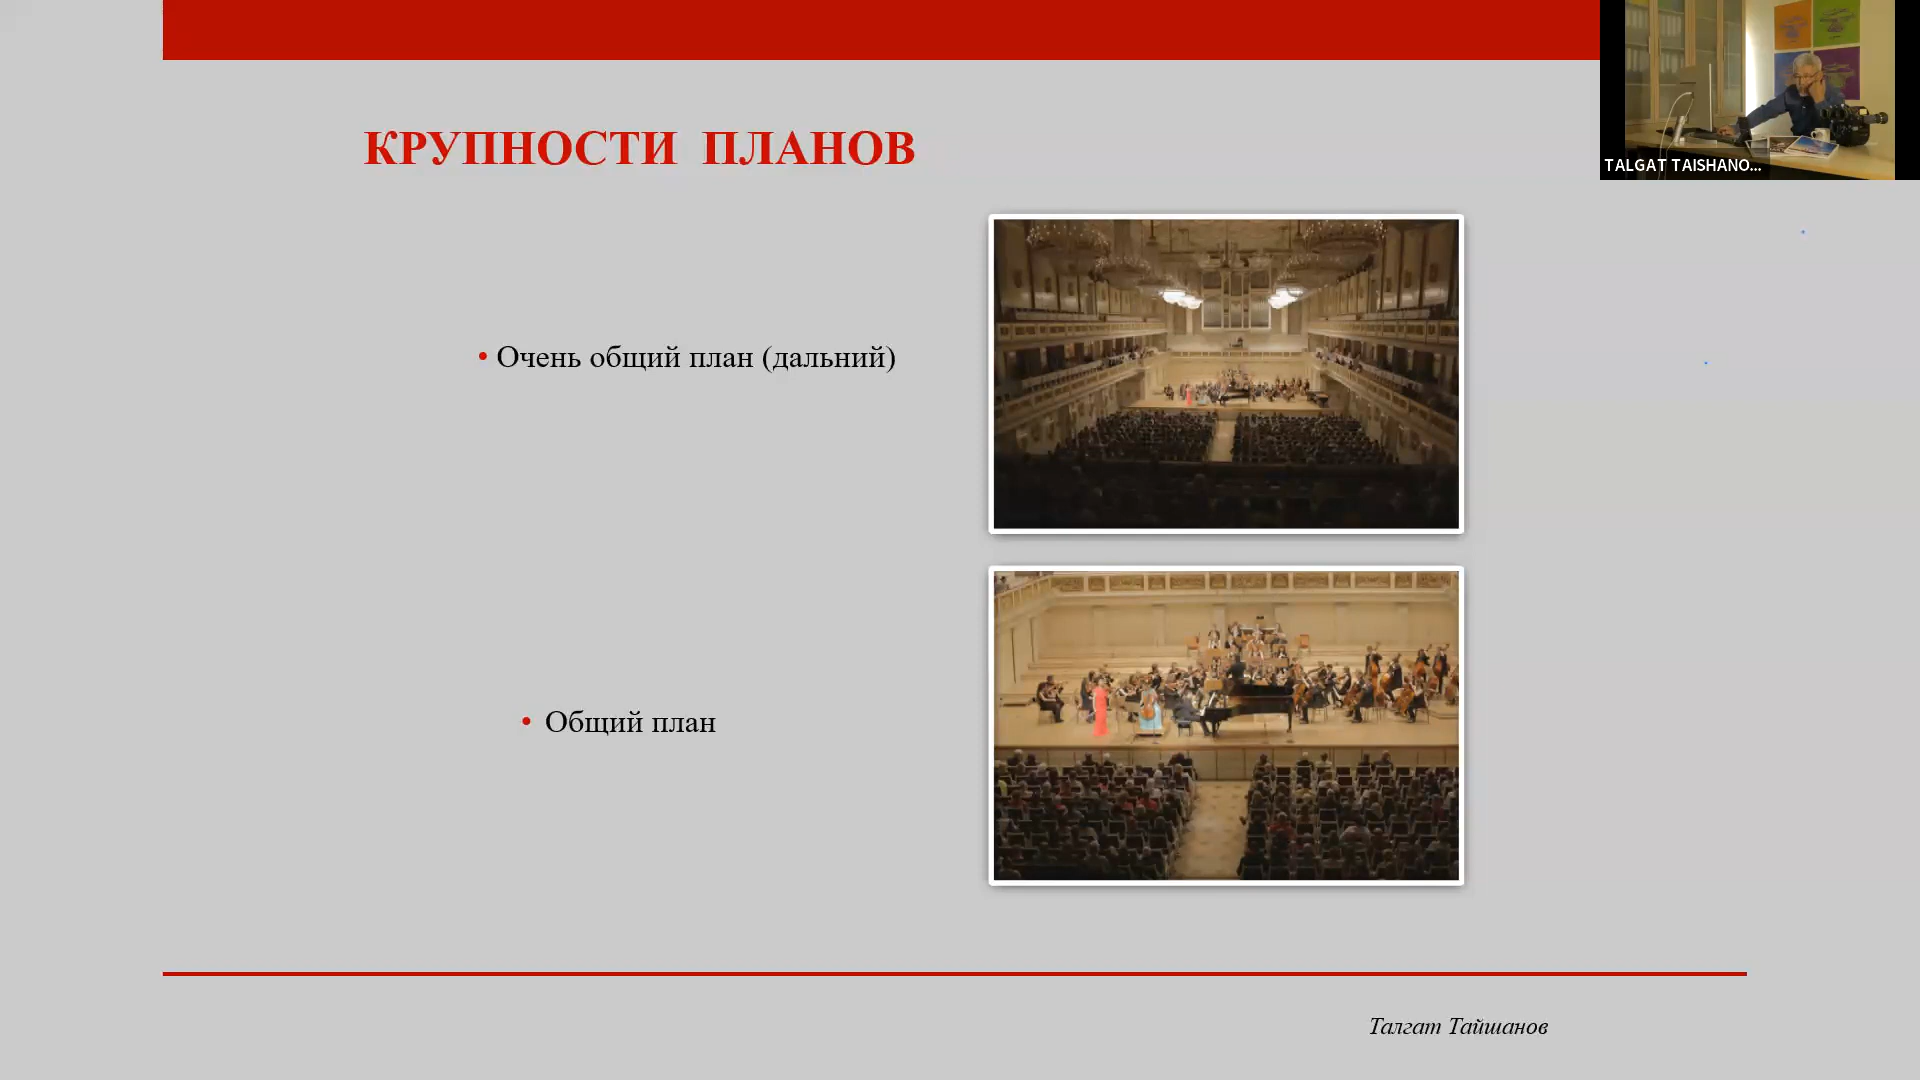 TALGAT TAISHANO...
КРУПНОСТИ ПЛАНОВ
• Очень общий план (дальний)
• Общий план
Талгат Тайшанов